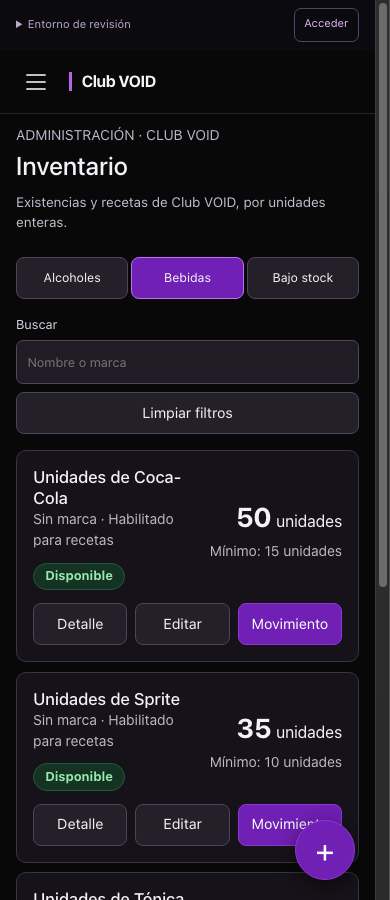 Entorno de revisión
Acceder
Club VOID
ADMINISTRACIÓN · CLUB VOID
Inventario
Existencias y recetas de Club VOID, por unidades
enteras.
Alcoholes
Bebidas
Bajo stock
Buscar
Nombre o marca
Limpiar filtros
Unidades de Coca-
Cola
Sin marca · Habilitado
para recetas
50 unidades
Mínimo: 15 unidades
Disponible
Detalle
Editar
Movimiento
Unidades de Sprite
Sin marca · Habilitado
para recetas
35 unidades
Mínimo: 10 unidades
Disponible
Detalle
Editar
Movimient
+
Unidades de Tónica